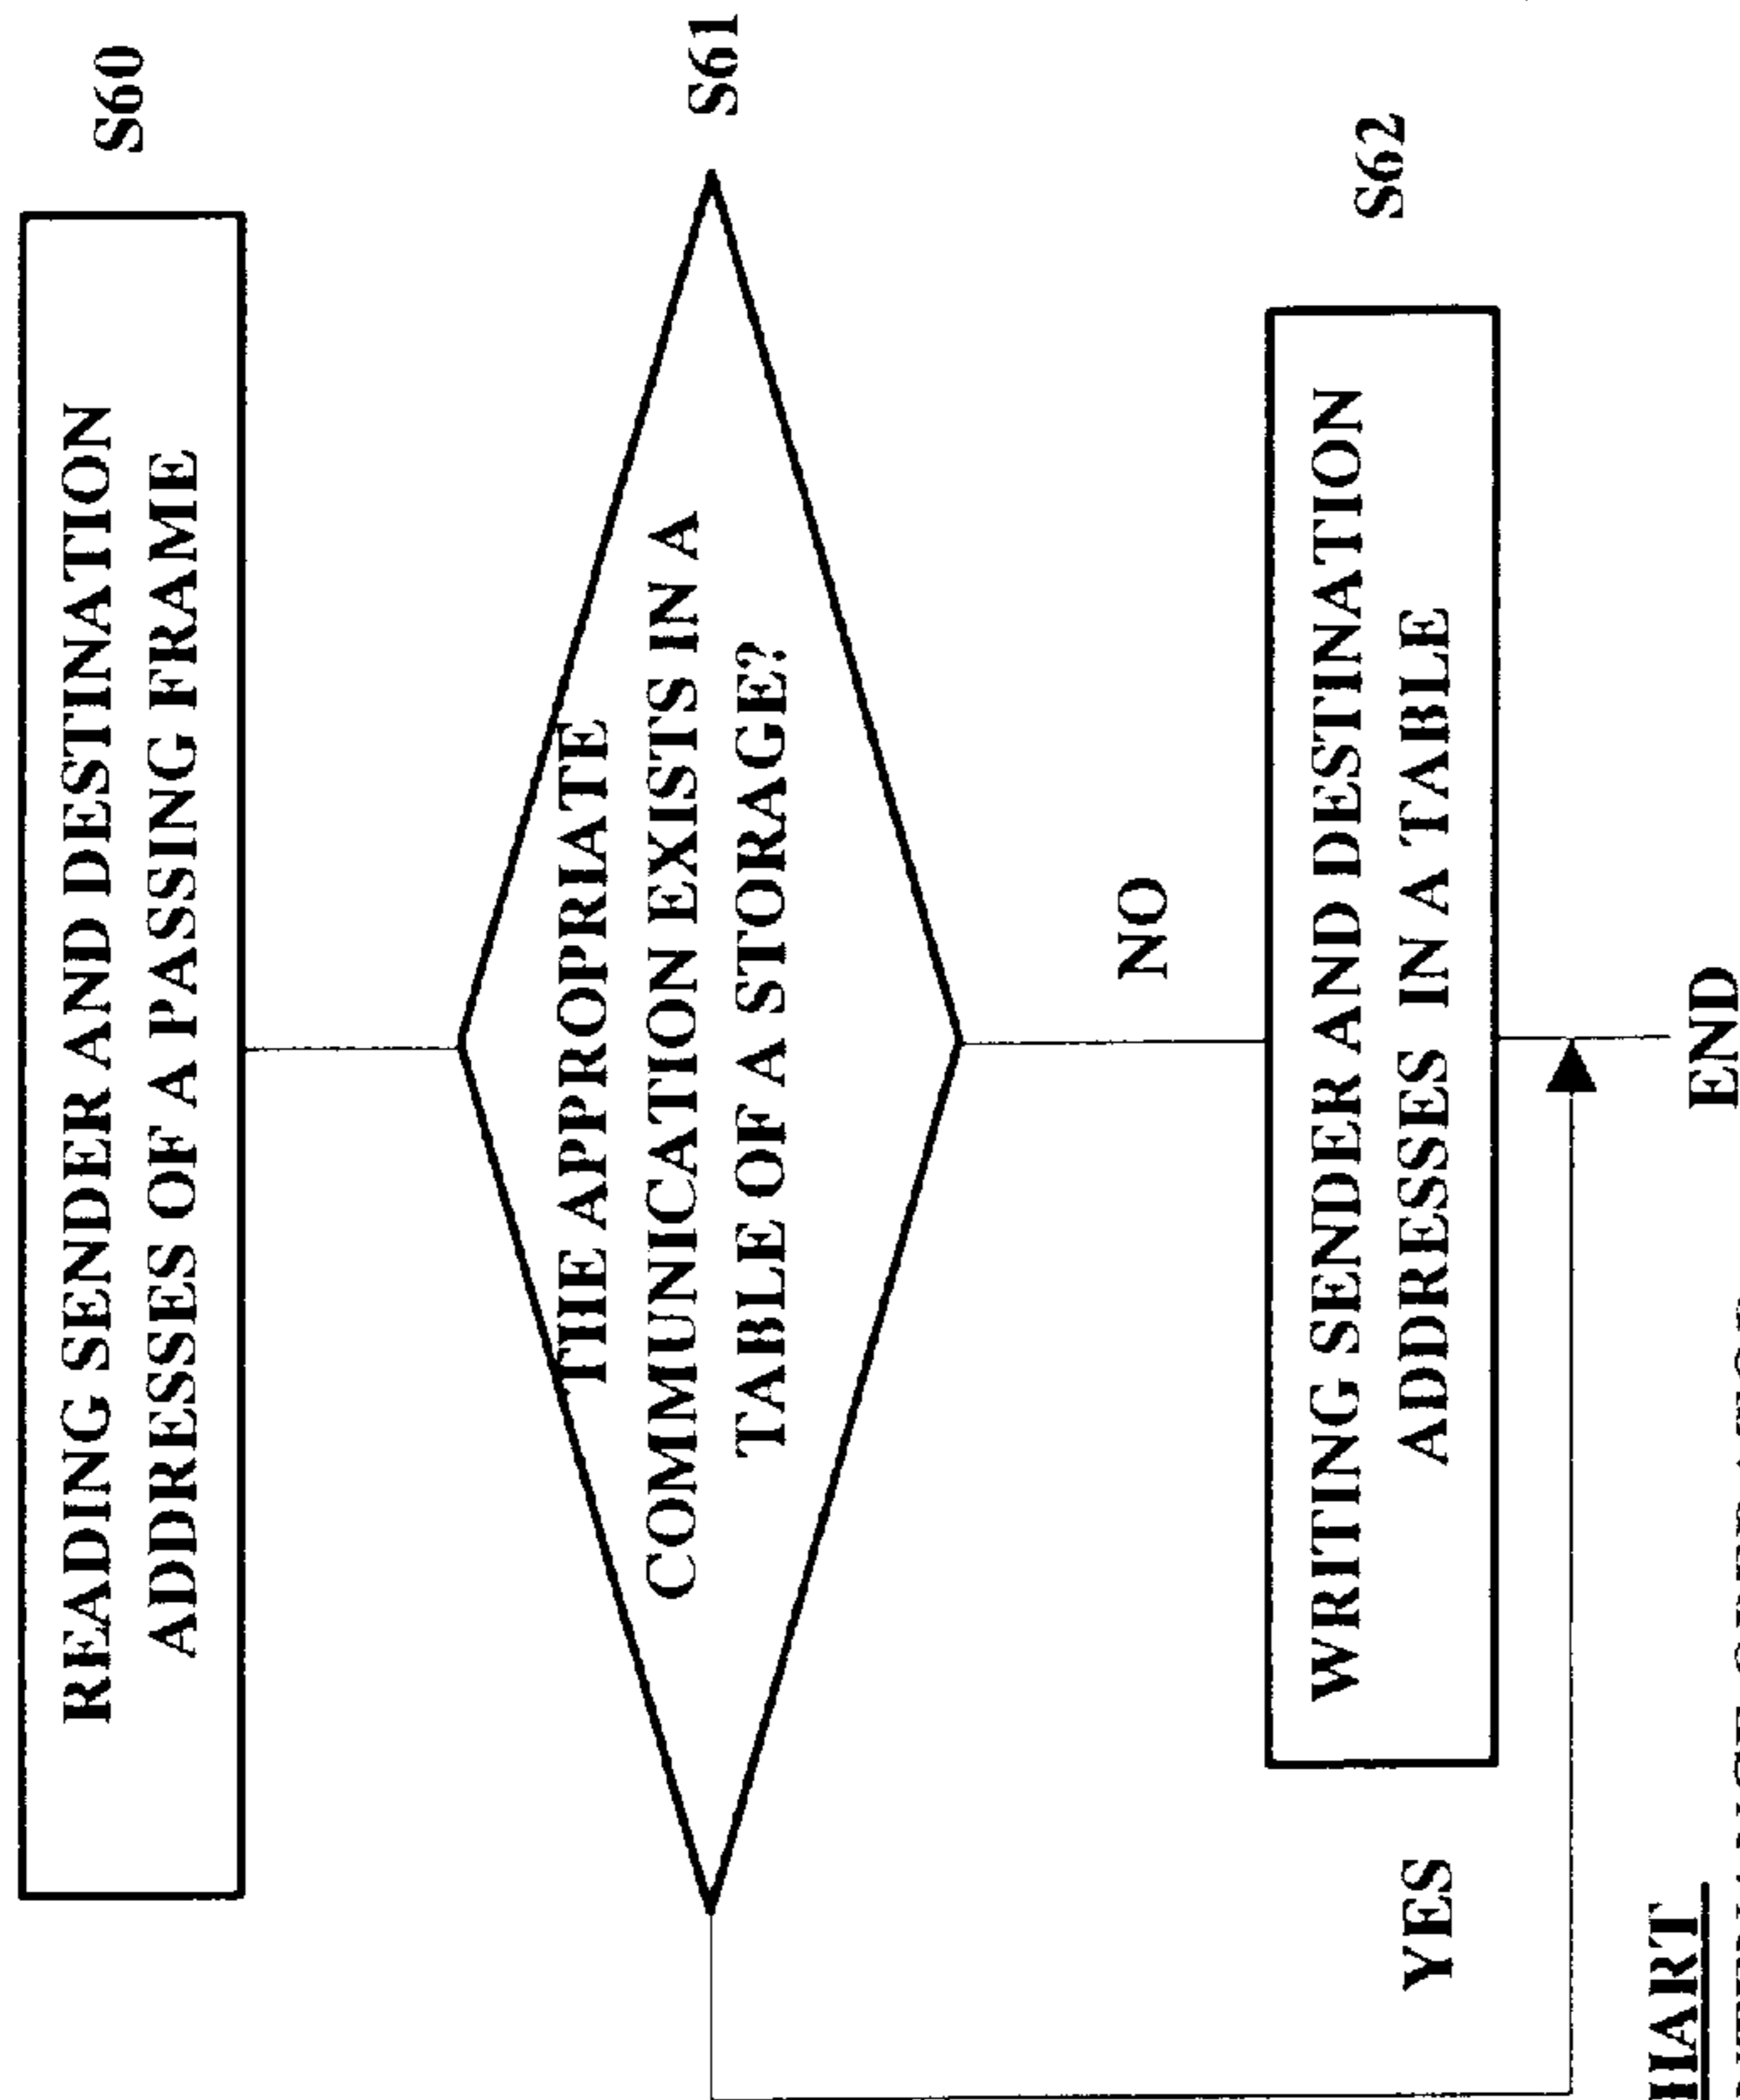 READING SENDER AND DESTINATION
ADDRESSES OF A PASSING FRAME
S60
THE APPROPRIATE
COMMUNICATION EXISTS IN A
TABLE OF A STORAGE?
S61
NO
WRITING SENDER AND DESTINATION
ADDRESSES IN A TABLE
S62
YES
END